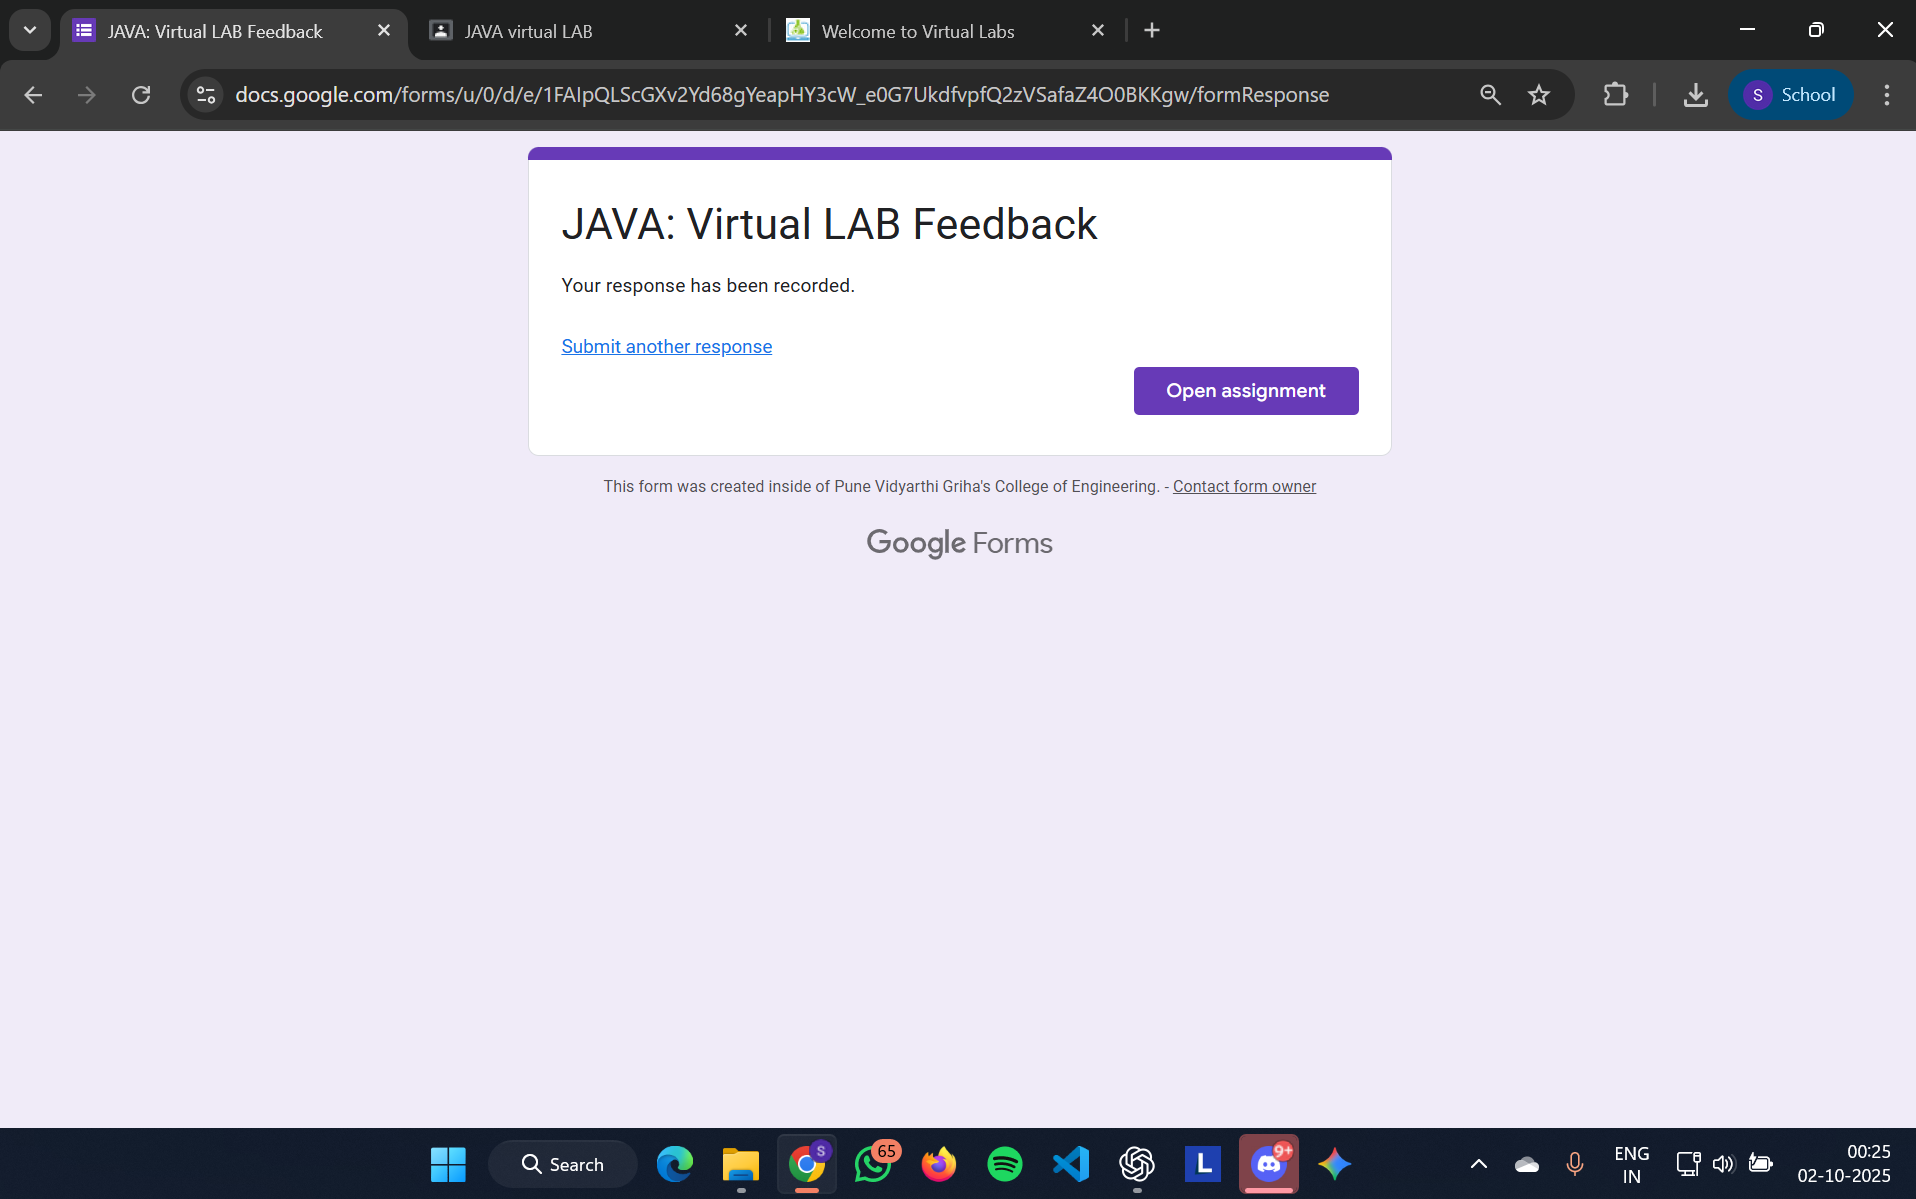 JAVA: Virtual LAB Feedback
JAVA virtual LAB
Welcome to Virtual Labs
docs.google.com/forms/u/0/d/e/1FAIpQLScGXv2Yd68gYeapHY3cW_e0G7UkdfvpfQ2zVSafaZ4O0BKKgw/formResponse
S School
JAVA: Virtual LAB Feedback
Your response has been recorded.
Submit another response
Open assignment
This form was created inside of Pune Vidyarthi Griha's College of Engineering. - Contact form owner
Google Forms
Search
S
65
L
9+
ENG
IN
00:25
02-10-2025